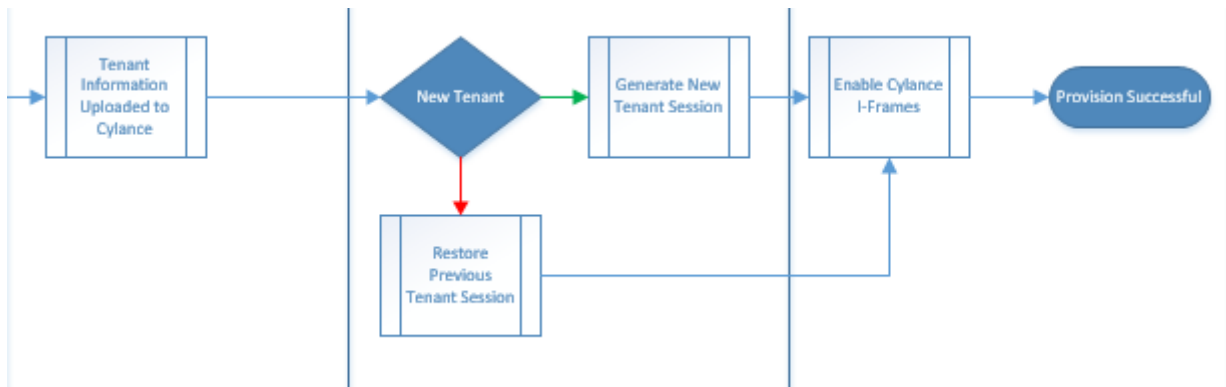 Tenant
Information
Uploaded to
Cylance
New Tenant
Generate New
Tenant Session
Enable Cylance
I-Frames
Provision Successful
Restore
Previous
Tenant Session